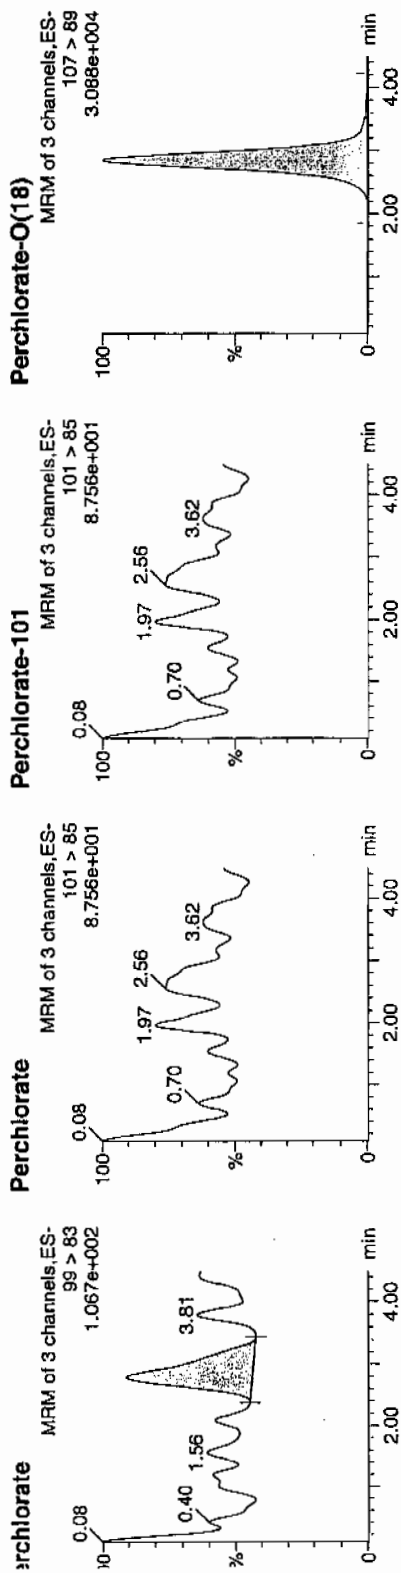 erchlorate
MRM of 3 channels,ES-
99 > 83
1.067e+002
0.08
0.40
1.56
3.81
%
0
2.00
4.00
min
Perchlorate
MRM of 3 channels,ES-
101 > 85
8.756e+001
100
0.08
0.70
1.97
2.56
3.62
%
0
2.00
4.00
min
Perchlorate-101
MRM of 3 channels,ES-
101 > 85
8.756e+001
100
0.08
0.70
1.97
2.56
3.62
%
0
2.00
4.00
min
Perchlorate-O(18)
MRM of 3 channels,ES-
107 > 89
3.088e+004
100
%
0
2.00
4.00
min